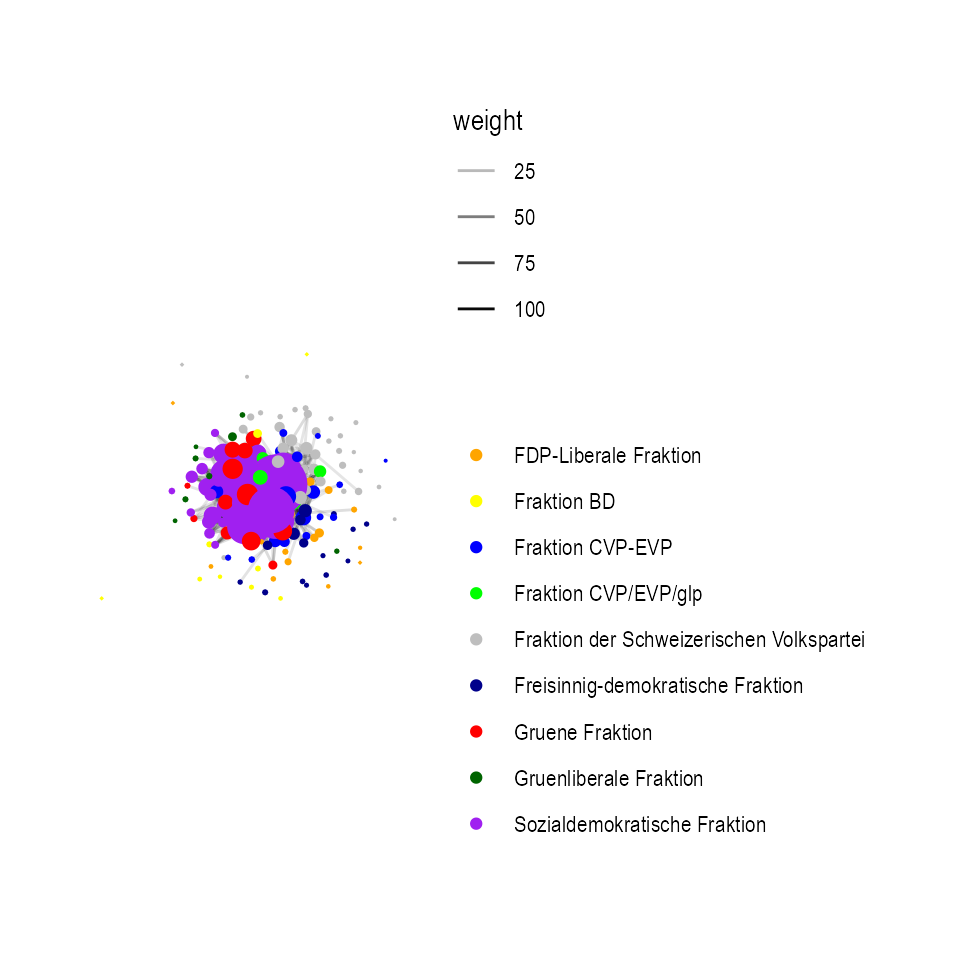 weight
25
50
75
100
FDP-Liberale Fraktion
Fraktion BD
Fraktion CVP-EVP
Fraktion CVP/EVP/glp
Fraktion der Schweizerischen Volkspartei
Freisinnig-demokratische Fraktion
Gruene Fraktion
Gruenliberale Fraktion
Sozialdemokratische Fraktion